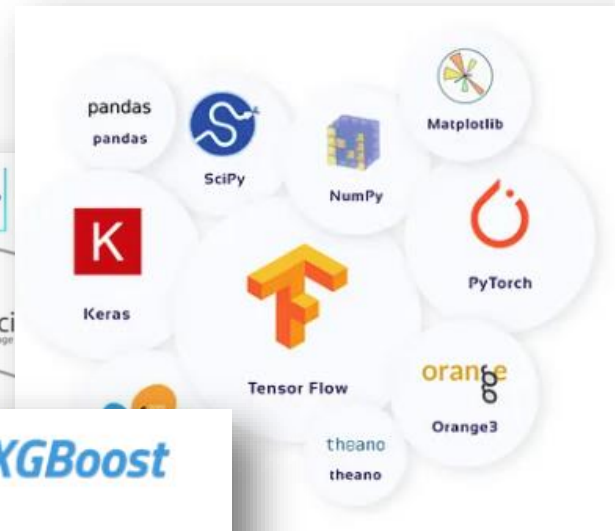 pandas
pandas
SciPy
NumPy
Matplotlib
K
Keras
Tensor Flow
PyTorch
orange
Orange3
theano
theano
XGBoost